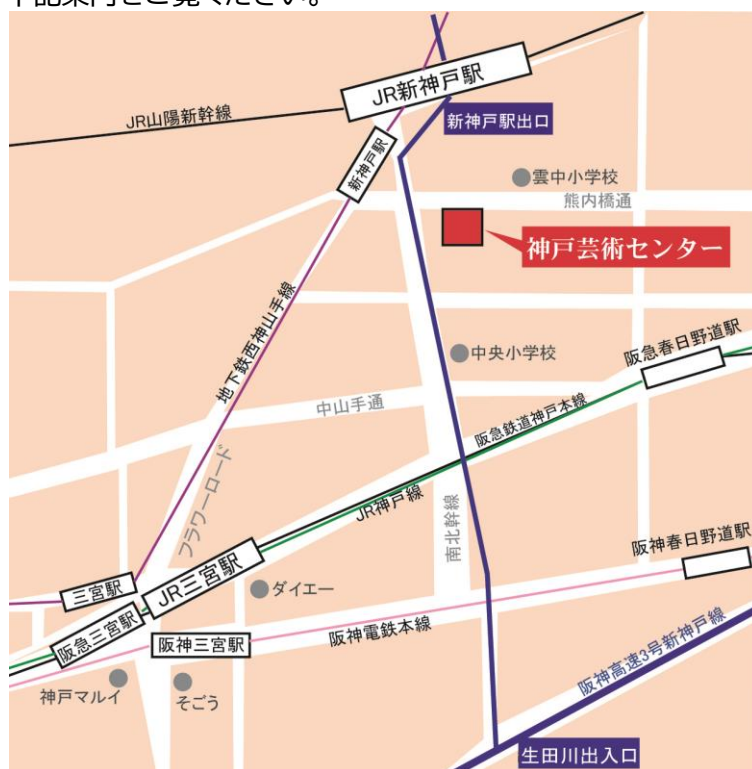 下記案内をご覧ください。
JR新神戸駅
JR山陽新幹線
新神戸駅出口
新神戸駅
雲中小学校
熊内橋通
神戸芸術センター
地下鉄西神山手線
中央小学校
阪急春日野道駅
中山手通
阪急鉄道神戸本線
フラワーロード
JR神戸線
南北幹線
阪神春日野道駅
三宮駅
JR三宮駅
ダイエー
阪急三宮駅
阪神三宮駅
阪神電鉄本線
阪神高速3号新神戸線
神戸マルイ
そごう
生田川出入口